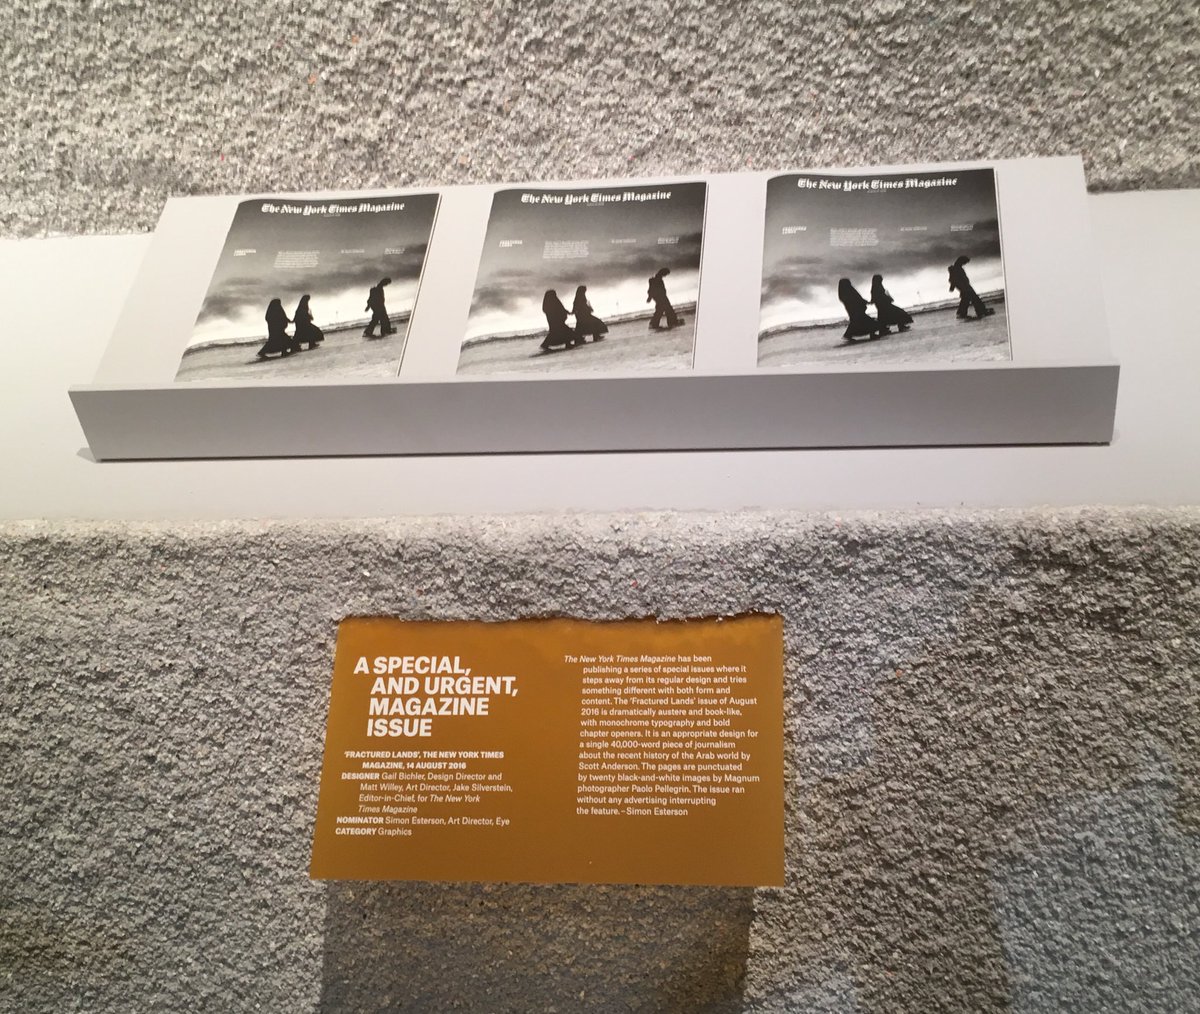 The New York Times Magazine
FRACTURED
LANDS
The New York Times Magazine
FRACTURED
LANDS
The New York Times Magazine
FRACTURED
LANDS
A SPECIAL,
AND URGENT,
MAGAZINE
ISSUE
‘FRACTURED LANDS’, THE NEW YORK TIMES
MAGAZINE, 14 AUGUST 2016
DESIGNER Gail Bichler, Design Director and
Matt Willey, Art Director, Jake Silverstein,
Editor-in-Chief, for The New York
Times Magazine
NOMINATOR Simon Esterson, Art Director, Eye
CATEGORY Graphics
The New York Times Magazine has been
publishing a series of special issues where it
steps away from its regular design and tries
something different with both form and
content. The ‘Fractured Lands’ issue of August
2016 is dramatically austere and book-like,
with monochrome typography and bold
chapter openers. It is an appropriate design for
a single 40,000-word piece of journalism
about the recent history of the Arab world by
Scott Anderson. The pages are punctuated
by twenty black-and-white images by Magnum
photographer Paolo Pellegrin. The issue ran
without any advertising interrupting
the feature. – Simon Esterson